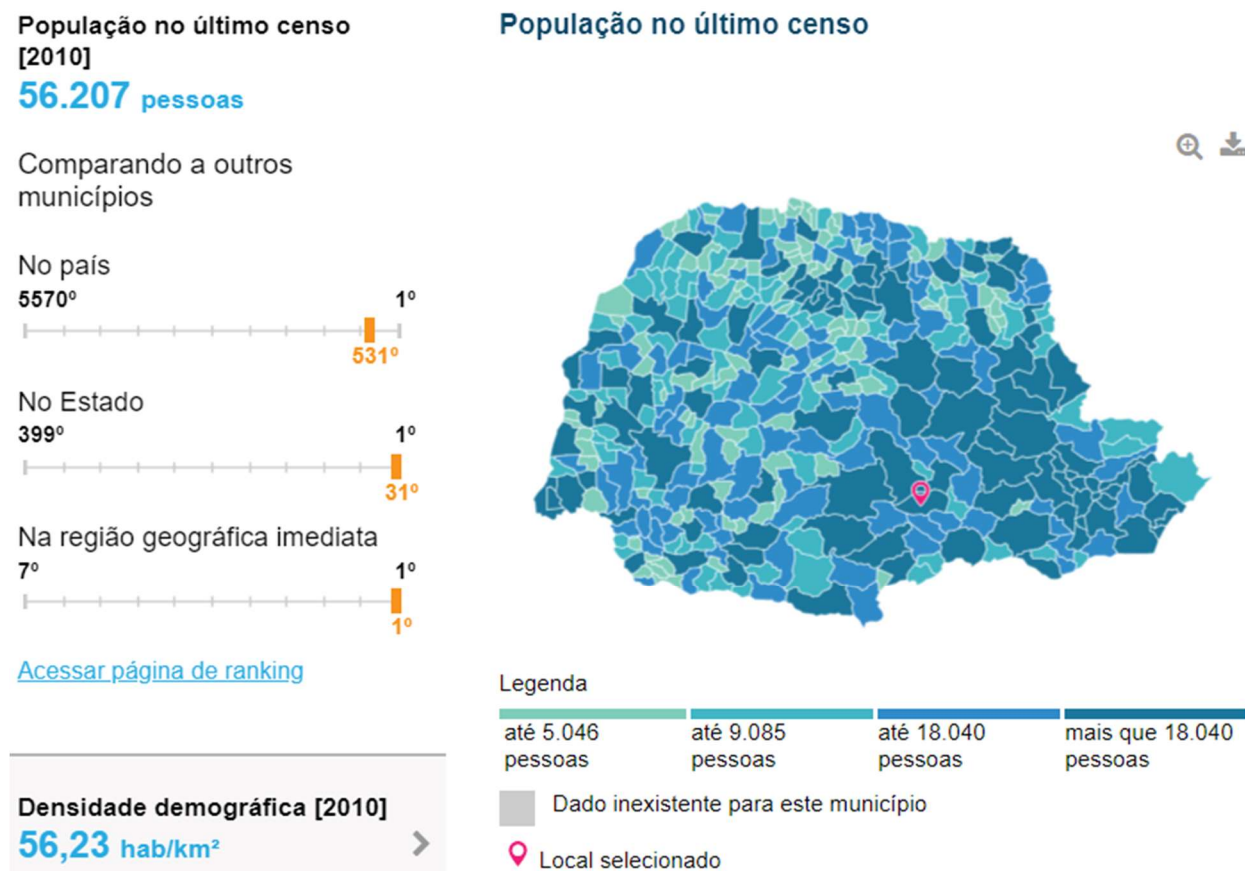 População no último censo
[2010]
56.207 pessoas
Comparando a outros
municípios
No país
5570º 1º
531º
No Estado
399º 1º
31º
Na região geográfica imediata
7º 1º
1º
Acessar página de ranking
Densidade demográfica [2010]
56,23 hab/km²
População no último censo
Legenda
até 5.046
pessoas
até 9.085
pessoas
até 18.040
pessoas
mais que 18.040
pessoas
Dado inexistente para este município
Local selecionado